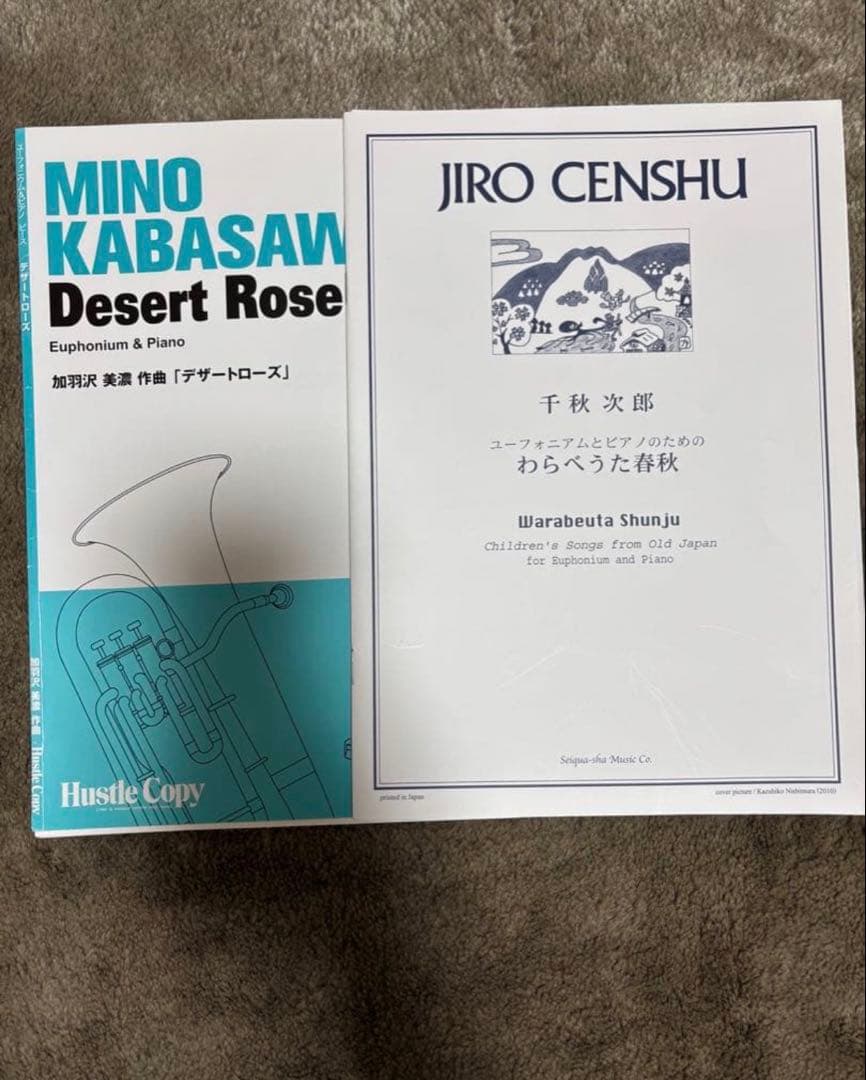 ユーフォニウム&ピアノ ピース デザートローズ
MINO
KABASAW
Desert Rose
Euphonium & Piano
加羽沢 美濃 作曲「デザートローズ」
加羽沢 美濃 作曲 Hustle Copy
Hustle Copy
JIRO CENSHU
千秋 次郎
ユーフォニアムとピアノのための
わらべうた春秋
Warabeuta Shunju
Children's Songs from Old Japan
for Euphonium and Piano
Seiqua-sha Music Co.
printed in Japan
cover picture / Kazuhiko Nishimura (2010)